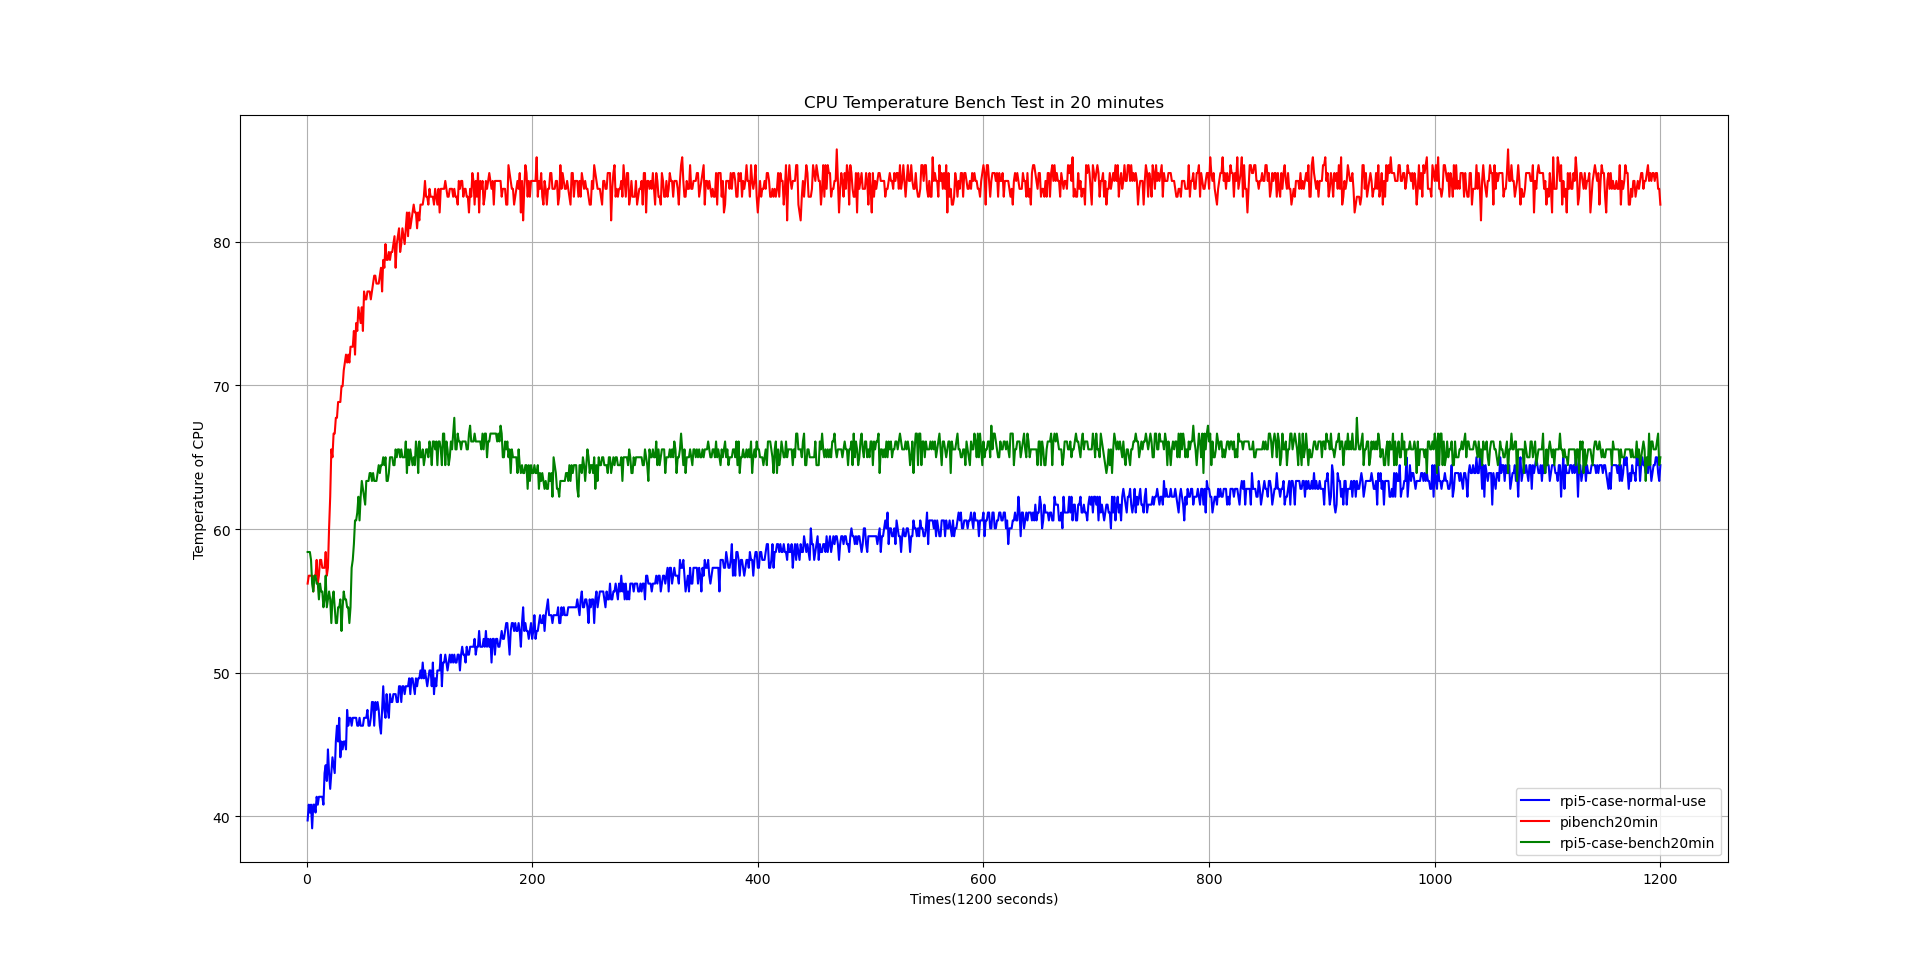 CPU Temperature Bench Test in 20 minutes
Temperature of CPU
80
70
60
50
40
0
200
400
600
800
1000
1200
Times(1200 seconds)
rpi5-case-normal-use
pibench20min
rpi5-case-bench20min